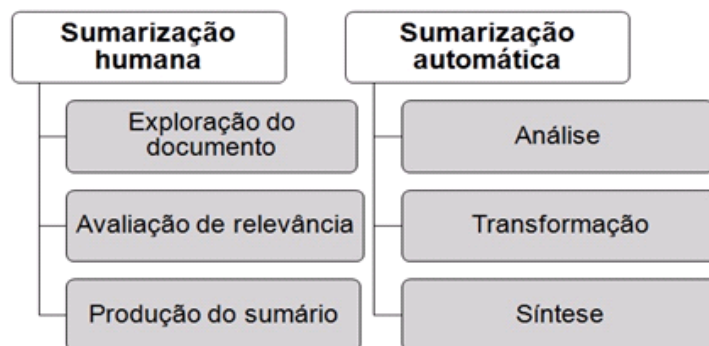 Sumarização
humana
Exploração do
documento
Avaliação de relevância
Produção do sumário
Sumarização
automática
Análise
Transformação
Síntese